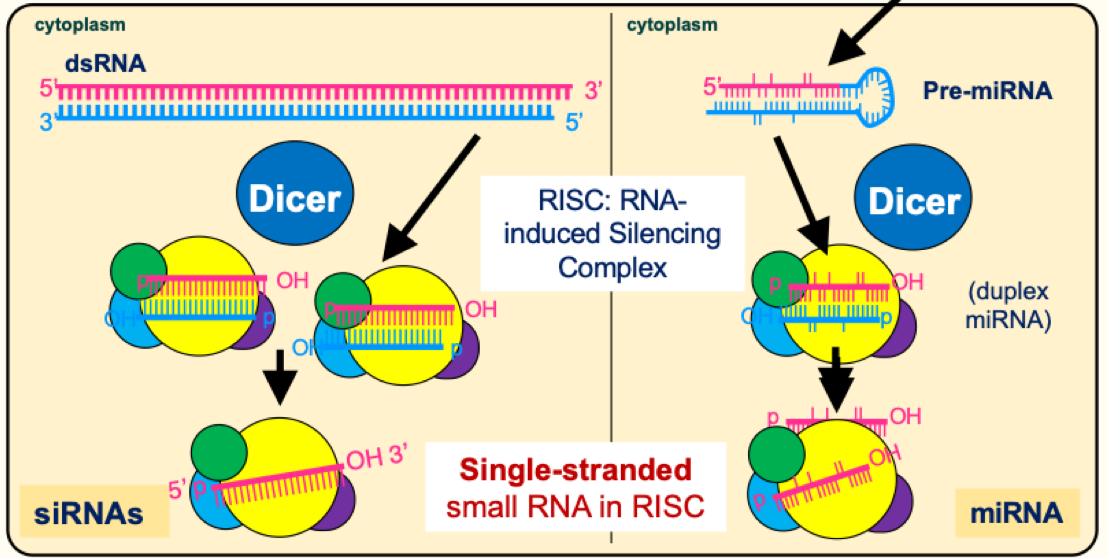 cytoplasm
dsRNA
5' 3'
3' 5'
Dicer
p OH
OH p
p OH
OH p
5' p OH 3'
siRNAs
RISC: RNA-
induced Silencing
Complex
Single-stranded
small RNA in RISC
cytoplasm
5'
Pre-miRNA
Dicer
p OH
OH p
(duplex
miRNA)
p OH
p OH
miRNA